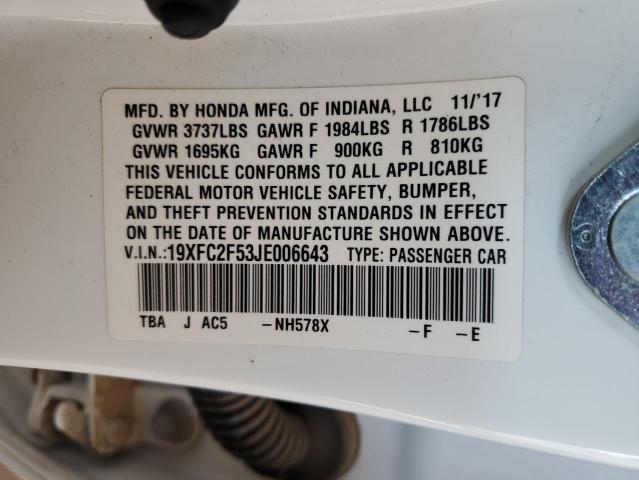 MFD. BY HONDA MFG. OF INDIANA, LLC 11/'17
GVWR 3737LBS GAWR F 1984LBS R 1786LBS
GVWR 1695KG GAWR F 900KG R 810KG
THIS VEHICLE CONFORMS TO ALL APPLICABLE
FEDERAL MOTOR VEHICLE SAFETY, BUMPER,
AND THEFT PREVENTION STANDARDS IN EFFECT
ON THE DATE OF MANUFACTURE SHOWN ABOVE.
V.I.N.:19XFC2F53JE006643 TYPE: PASSENGER CAR
TBA J AC5 -NH578X -F -E